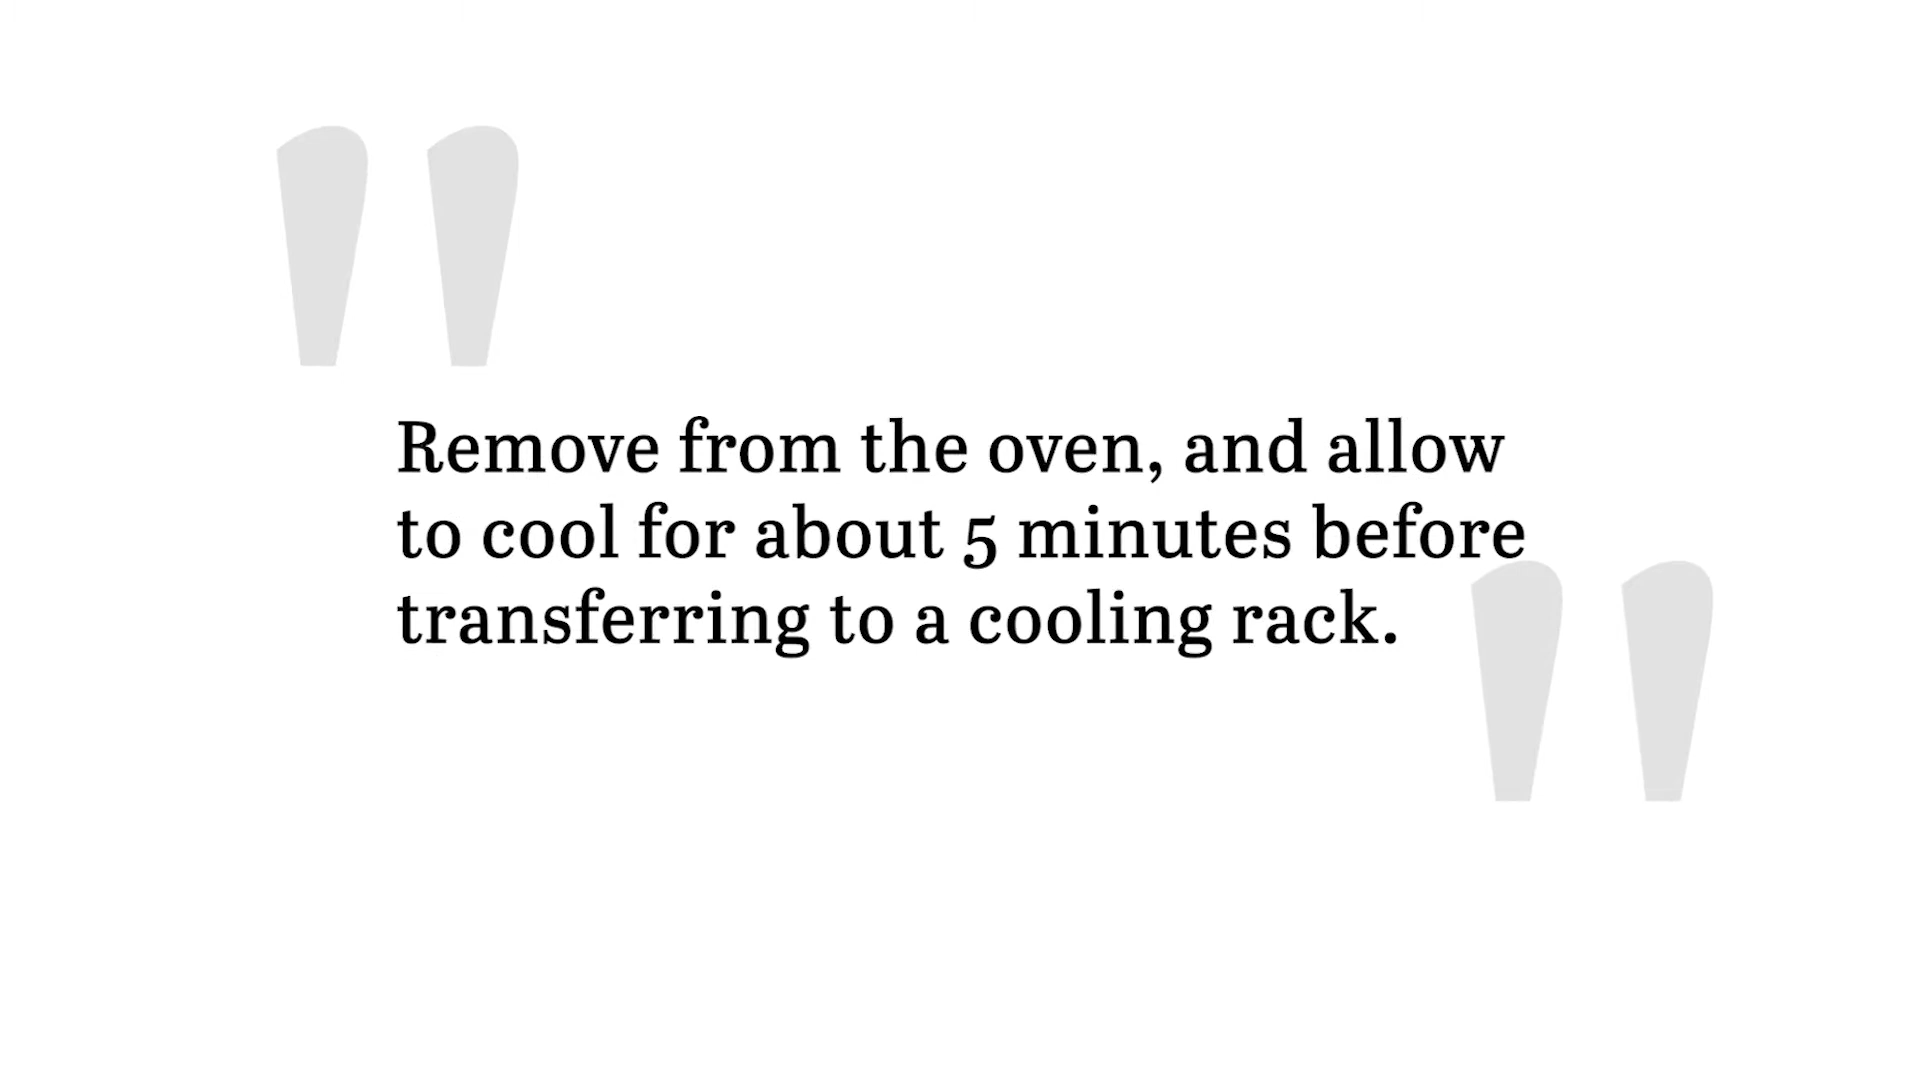 Remove from the oven, and allow
to cool for about 5 minutes before
transferring to a cooling rack.